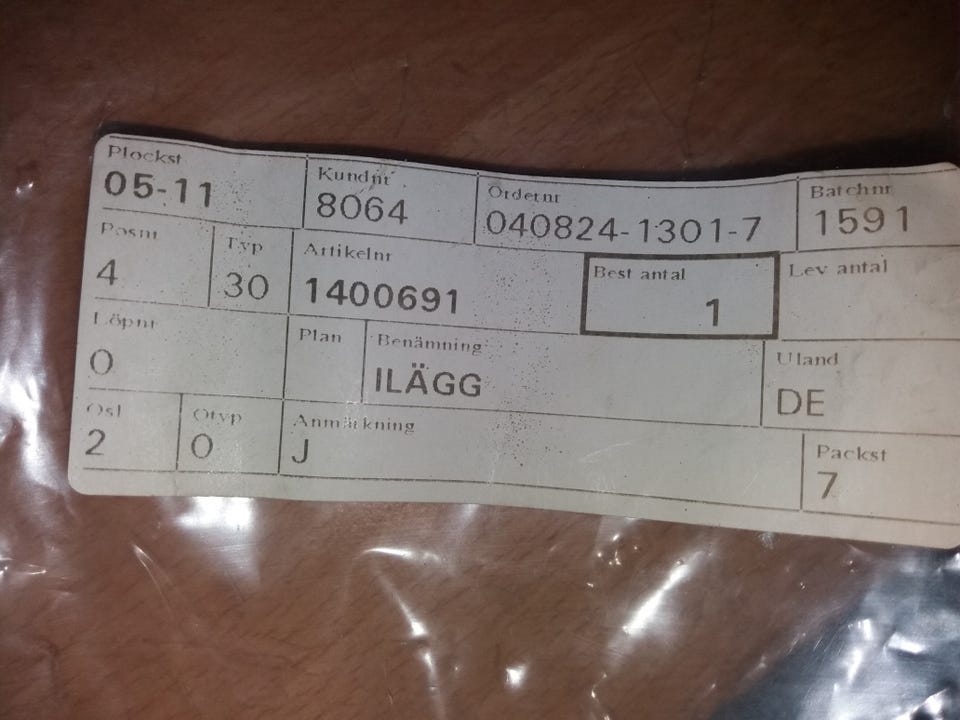 Plockst Kundnr Ordernr Batchnr
05-11 8064 040824-1301-7 1591
Posnr Typ Artikelnr Best antal Lev antal
4 30 1400691 1
Löpnr Plan Benämning Uland
0 ILÄGG DE
Osl Otyp Anmärkning Packst
2 0 J 7